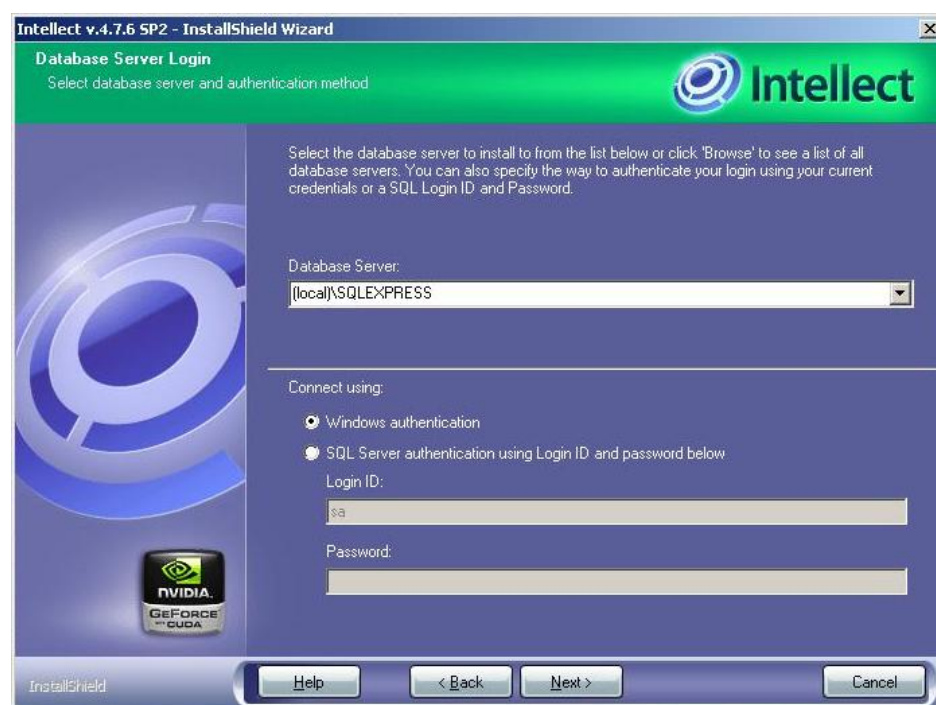 Intellect v.4.7.6 SP2 - InstallShield Wizard
Database Server Login
Select database server and authentication method
Intellect
Select the database server to install to from the list below or click 'Browse' to see a list of all
database servers. You can also specify the way to authenticate your login using your current
credentials or a SQL Login ID and Password.
Database Server:
(local)\SQLEXPRESS
Connect using:
Windows authentication
SQL Server authentication using Login ID and password below
Login ID:
sa
Password:
NVIDIA.
GEFORCE
WITH CUDA
InstallShield
Help
< Back
Next >
Cancel